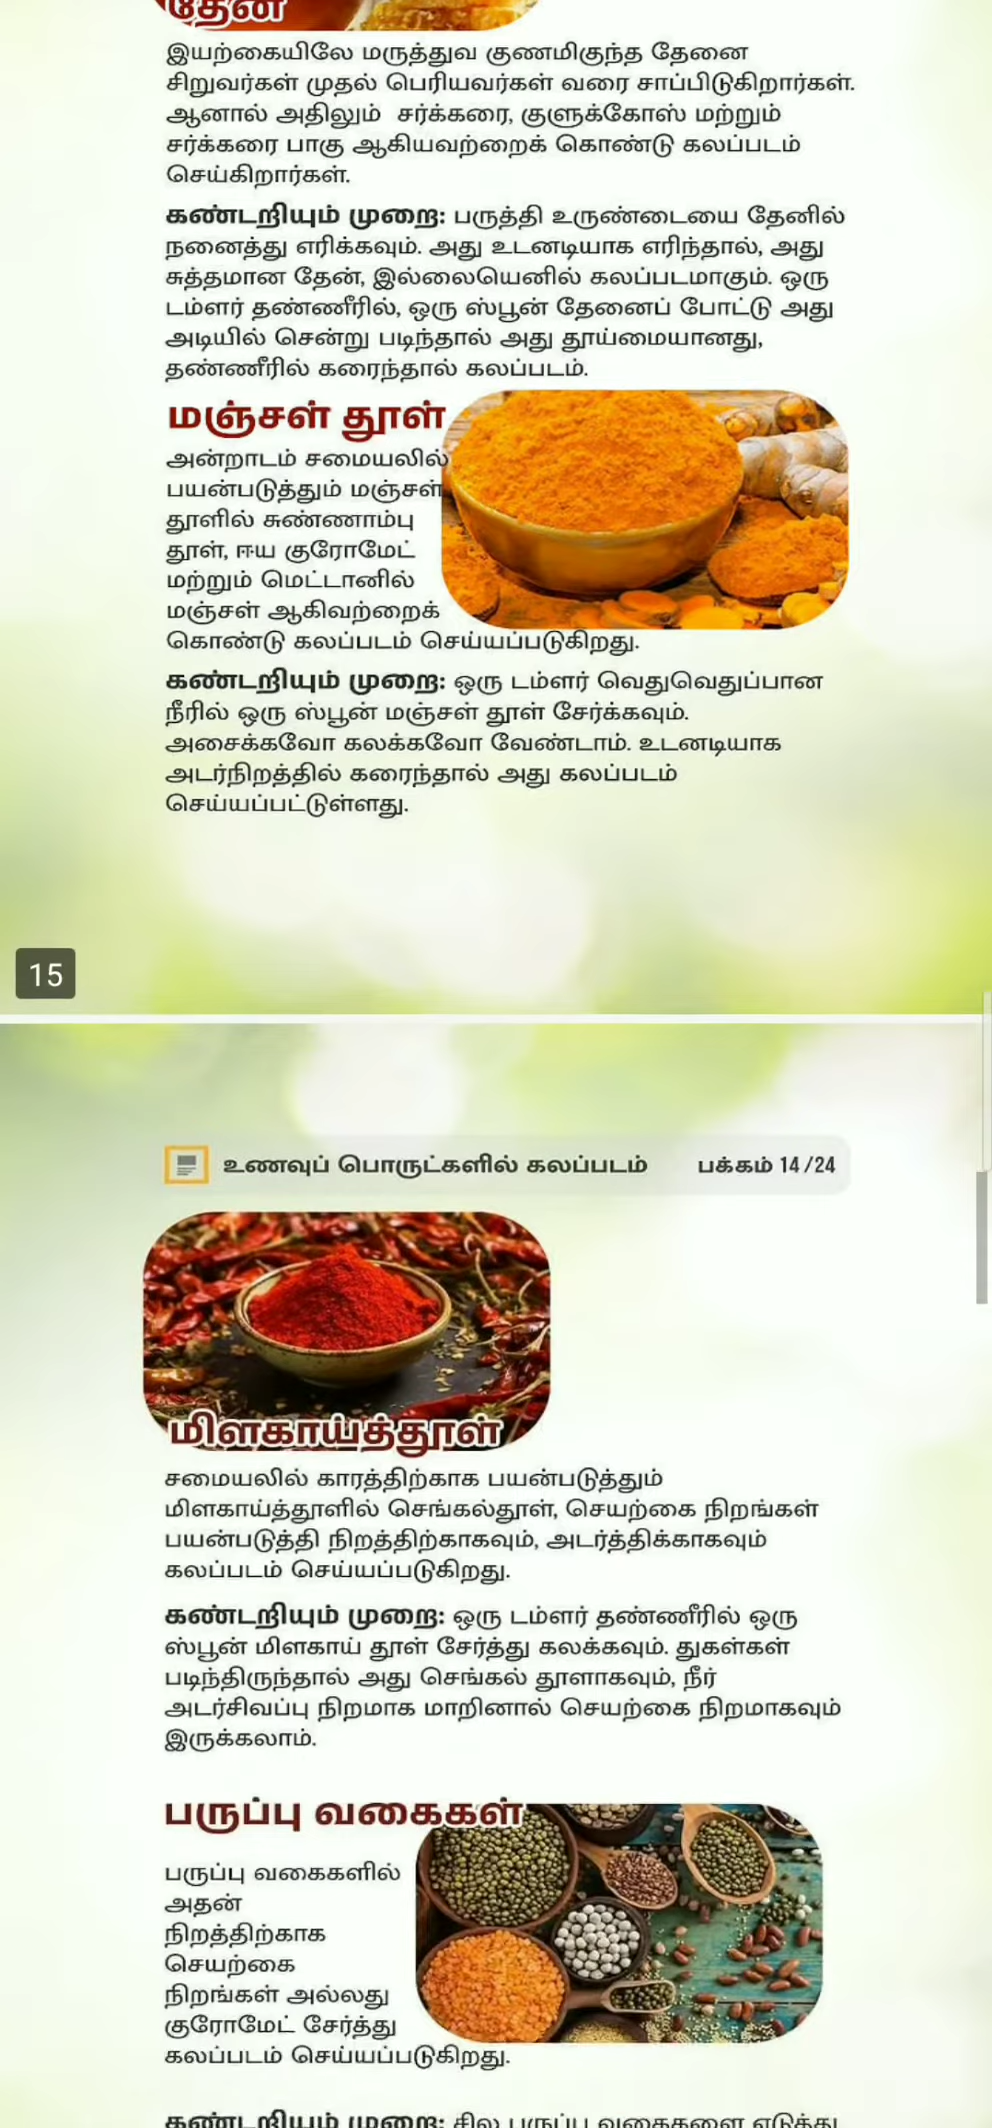 தேன்
இயற்கையிலே மருத்துவ குணமிகுந்த தேனை
சிறுவர்கள் முதல் பெரியவர்கள் வரை சாப்பிடுகிறார்கள்.
ஆனால் அதிலும் சர்க்கரை, குளுக்கோஸ் மற்றும்
சர்க்கரை பாகு ஆகியவற்றைக் கொண்டு கலப்படம்
செய்கிறார்கள்.
கண்டறியும் முறை: பருத்தி உருண்டையை தேனில்
நனைத்து எரிக்கவும். அது உடனடியாக எரிந்தால், அது
சுத்தமான தேன், இல்லையெனில் கலப்படமாகும். ஒரு
டம்ளர் தண்ணீரில், ஒரு ஸ்பூன் தேனைப் போட்டு அது
அடியில் சென்று படிந்தால் அது தூய்மையானது,
தண்ணீரில் கரைந்தால் கலப்படம்.
மஞ்சள் தூள்
அன்றாடம் சமையலில்
பயன்படுத்தும் மஞ்சள்
தூளில் சுண்ணாம்பு
தூள், ஈய குரோமேட்
மற்றும் மெட்டானில்
மஞ்சள் ஆகிவற்றைக்
கொண்டு கலப்படம் செய்யப்படுகிறது.
கண்டறியும் முறை: ஒரு டம்ளர் வெதுவெதுப்பான
நீரில் ஒரு ஸ்பூன் மஞ்சள் தூள் சேர்க்கவும்.
அசைக்கவோ கலக்கவோ வேண்டாம். உடனடியாக
அடர்நிறத்தில் கரைந்தால் அது கலப்படம்
செய்யப்பட்டுள்ளது.
15
உணவுப் பொருட்களில் கலப்படம் பக்கம் 14/24
மிளகாய்த்தூள்
சமையலில் காரத்திற்காக பயன்படுத்தும்
மிளகாய்த்தூளில் செங்கல்தூள், செயற்கை நிறங்கள்
பயன்படுத்தி நிறத்திற்காகவும், அடர்த்திக்காகவும்
கலப்படம் செய்யப்படுகிறது.
கண்டறியும் முறை: ஒரு டம்ளர் தண்ணீரில் ஒரு
ஸ்பூன் மிளகாய் தூள் சேர்த்து கலக்கவும். துகள்கள்
படிந்திருந்தால் அது செங்கல் தூளாகவும், நீர்
அடர்சிவப்பு நிறமாக மாறினால் செயற்கை நிறமாகவும்
இருக்கலாம்.
பருப்பு வகைகள்
பருப்பு வகைகளில்
அதன்
நிறத்திற்காக
செயற்கை
நிறங்கள் அல்லது
குரோமேட் சேர்த்து
கலப்படம் செய்யப்படுகிறது.
கண்டறியும் முறை: சில பருப்பு வகைகளை எடுத்து